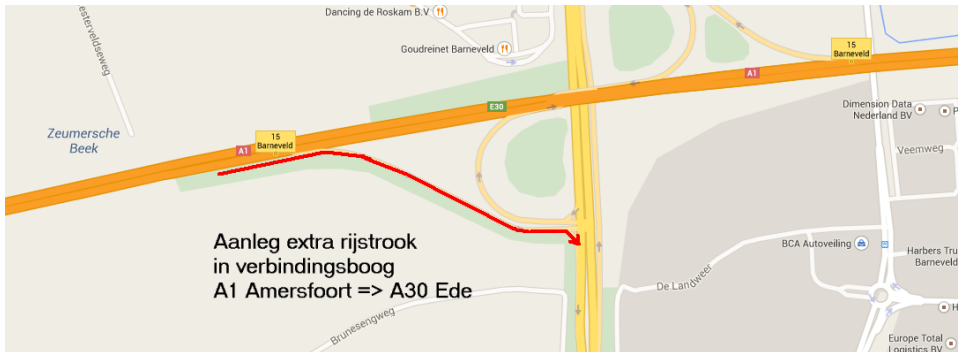 Dancing de Roskam B.V
Goudreinet Barneveld
esterveldseweg
15
Barneveld
A1
E30
Dimension Data
Nederland BV
P
Zeumersche
Beek
15
Barneveld
A1
Veemweg
Aanleg extra rijstrook
in verbindingsboog
A1 Amersfoort => A30 Ede
BCA Autoveiling
Harbers Tru
Barneveld
De Landweer
H
Brunesengweg
Europe Total
Logistics BV